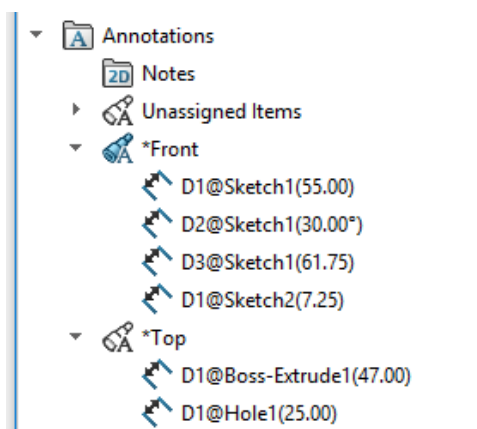 Annotations
Notes
Unassigned Items
*Front
D1@Sketch1(55.00)
D2@Sketch1(30.00°)
D3@Sketch1(61.75)
D1@Sketch2(7.25)
*Top
D1@Boss-Extrude1(47.00)
D1@Hole1(25.00)